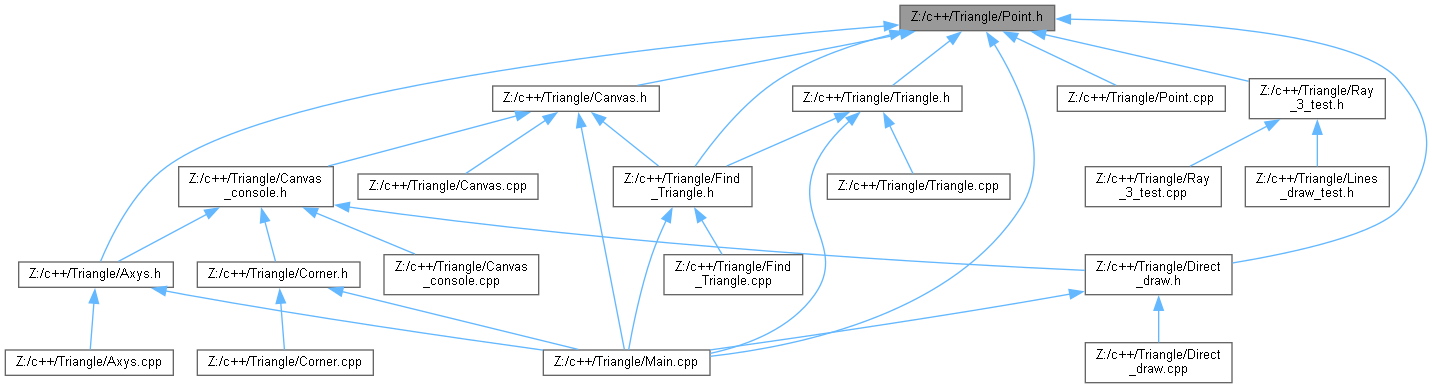 Z:/c++/Triangle/Point.h
Z:/c++/Triangle/Canvas.h
Z:/c++/Triangle/Triangle.h
Z:/c++/Triangle/Point.cpp
Z:/c++/Triangle/Ray
_3_test.h
Z:/c++/Triangle/Canvas
_console.h
Z:/c++/Triangle/Canvas.cpp
Z:/c++/Triangle/Find
_Triangle.h
Z:/c++/Triangle/Triangle.cpp
Z:/c++/Triangle/Ray
_3_test.cpp
Z:/c++/Triangle/Lines
_draw_test.h
Z:/c++/Triangle/Axys.h
Z:/c++/Triangle/Corner.h
Z:/c++/Triangle/Canvas
_console.cpp
Z:/c++/Triangle/Find
_Triangle.cpp
Z:/c++/Triangle/Direct
_draw.h
Z:/c++/Triangle/Axys.cpp
Z:/c++/Triangle/Corner.cpp
Z:/c++/Triangle/Main.cpp
Z:/c++/Triangle/Direct
_draw.cpp